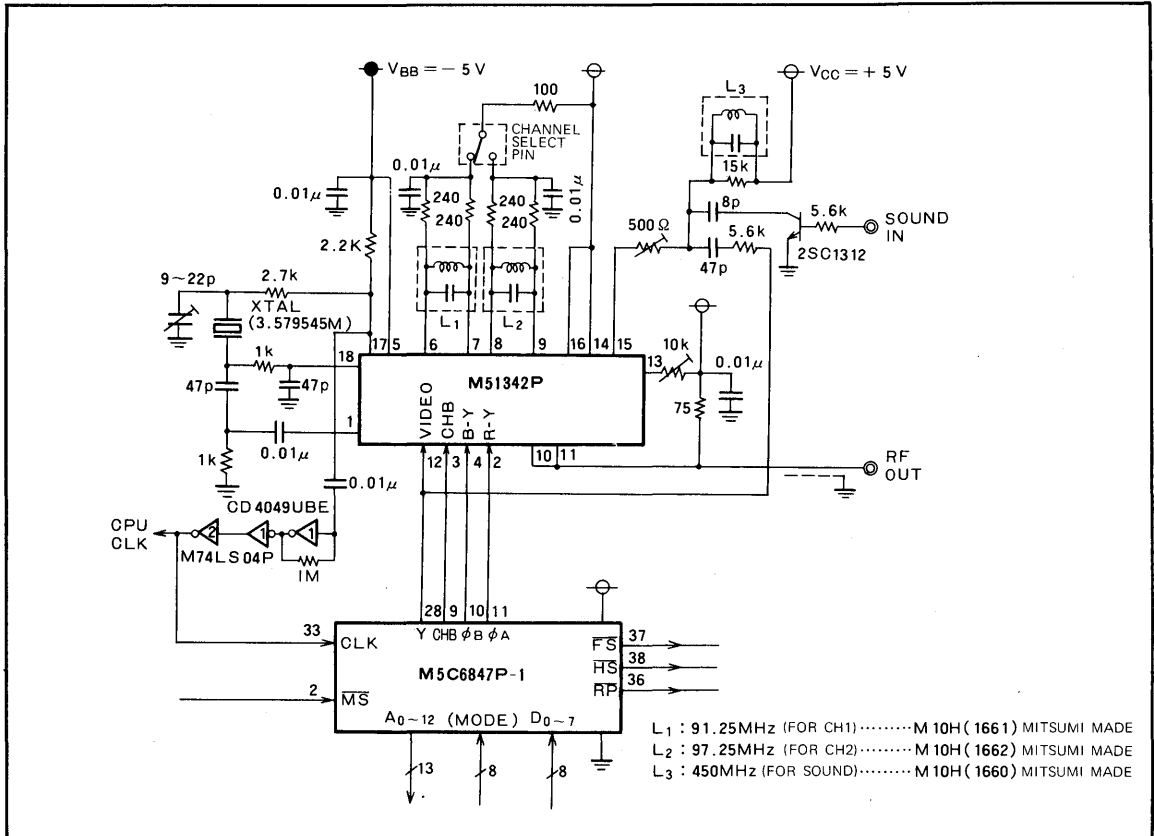 VBB = − 5 V
VCC = + 5 V
L3
100
CHANNEL
SELECT
PIN
15k
0.01μ
0.01μ
0.01μ
240
240
240
240
8p
5.6k
SOUND
IN
500Ω
5.6k
2SC1312
47p
2.2K
9~22p
2.7k
XTAL
(3.579545M)
L1
L2
17
5
6
7
8
9
16
14
15
10k
1k
18
13
0.01μ
47p
47p
M51342P
75
1
VIDEO
CHB
B-Y
R-Y
0.01μ
1k
12
3
4
2
10
11
RF
OUT
0.01μ
CD4049UBE
CPU
CLK
2
1
1
M74LS04P
1M
28
9
10
11
Y
CHB
φB
φA
33
CLK
FS
37
M5C6847P-1
HS
38
2
MS
RP
36
A0~12
(MODE)
D0~7
13
8
8
L1 : 91.25MHz (FOR CH1)·········M10H(1661) MITSUMI MADE
L2 : 97.25MHz (FOR CH2)·········M10H(1662) MITSUMI MADE
L3 : 450MHz (FOR SOUND)·········M10H(1660) MITSUMI MADE